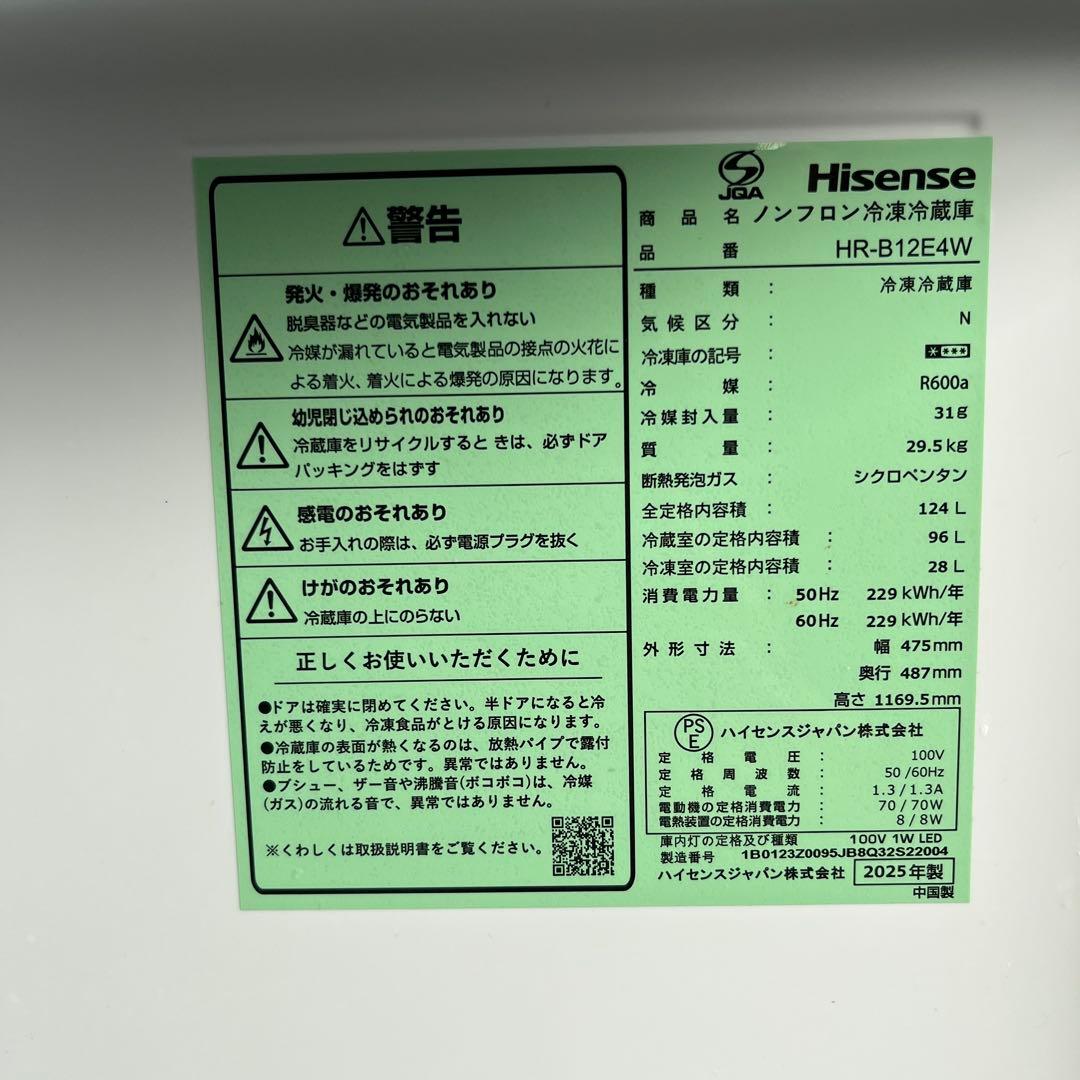 警告
発火・爆発のおそれあり
脱臭器などの電気製品を入れない
冷媒が漏れていると電気製品の接点の火花に
よる着火、着火による爆発の原因になります。
幼児閉じ込められのおそれあり
冷蔵庫をリサイクルすると きは、必ずドア
パッキングをはずす
感電のおそれあり
お手入れの際は、必ず電源プラグを抜く
けがのおそれあり
冷蔵庫の上にのらない
正しくお使いいただくために
●ドアは確実に閉めてください。半ドアになると冷
えが悪くなり、冷凍食品がとける原因になります。
●冷蔵庫の表面が熱くなるのは、放熱パイプで露付
防止をしているためです。異常ではありません。
●ブシュー、ザー音や沸騰音(ボコボコ)は、冷媒
(ガス)の流れる音で、異常ではありません。
※くわしくは取扱説明書をご覧ください。
JQA Hisense
商品名 ノンフロン冷凍冷蔵庫
品番 HR-B12E4W
種類 : 冷凍冷蔵庫
気候区分 : N
冷凍庫の記号 : ****
冷媒 : R600a
冷媒封入量 : 31g
質量 : 29.5kg
断熱発泡ガス : シクロペンタン
全定格内容積 : 124 L
冷蔵室の定格内容積 : 96 L
冷凍室の定格内容積 : 28 L
消費電力量 : 50Hz 229 kWh/年
60Hz 229 kWh/年
外形寸法 : 幅 475mm
奥行 487mm
高さ 1169.5mm
PSE ハイセンスジャパン株式会社
定格電圧 : 100V
定格周波数 : 50/60Hz
定格電流 : 1.3/1.3A
電動機の定格消費電力 : 70/70W
電熱装置の定格消費電力 : 8/8W
庫内灯の定格及び種類 100V 1W LED
製造番号 1B0123Z0095JB8Q32S22004
ハイセンスジャパン株式会社 2025年製
中国製